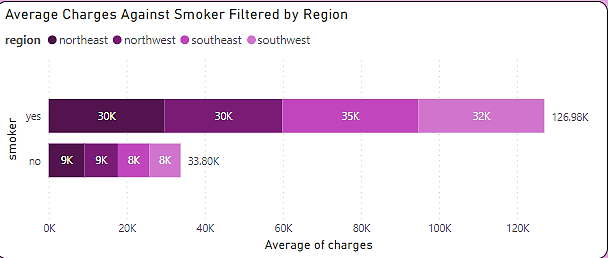 Average Charges Against Smoker Filtered by Region
region northeast northwest southeast southwest
smoker
yes 30K 30K 35K 32K 126.98K
no 9K 9K 8K 8K 33.80K
0K 20K 40K 60K 80K 100K 120K
Average of charges